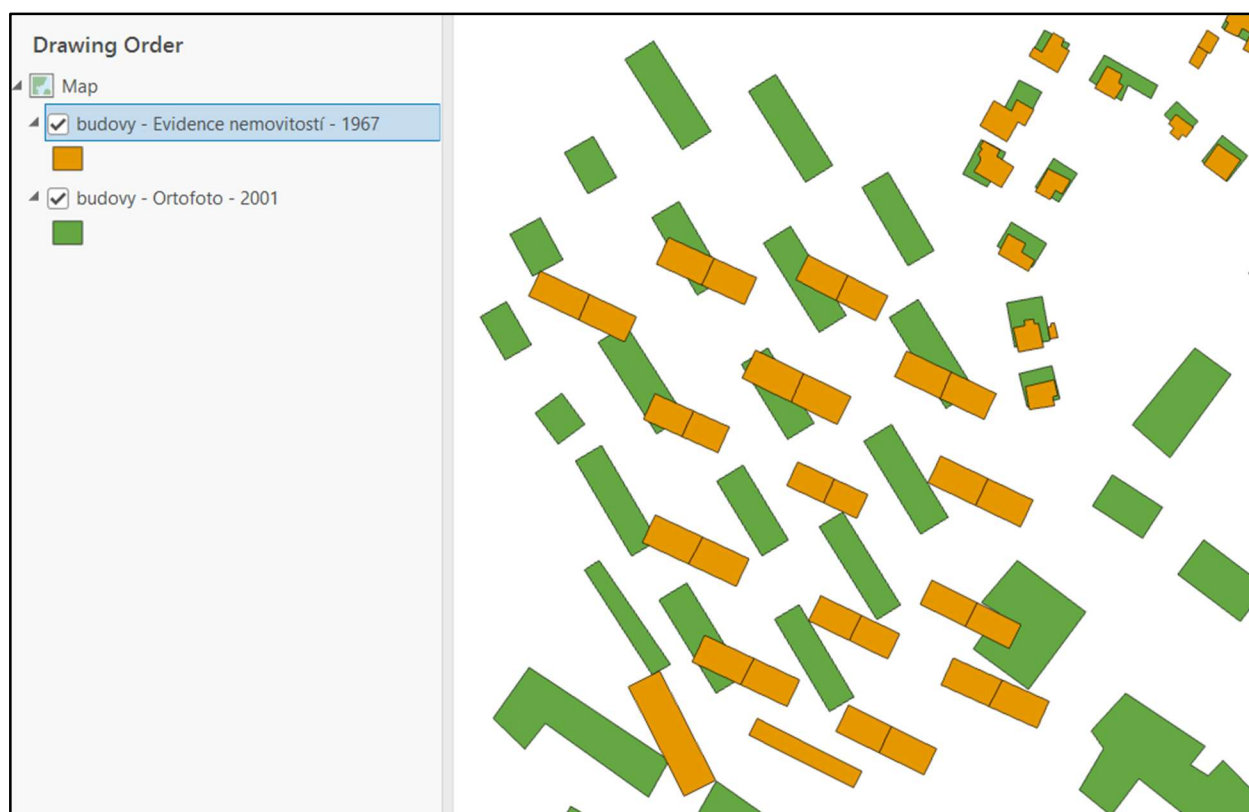 Drawing Order
Map
budovy - Evidence nemovitostí - 1967
budovy - Ortofoto - 2001